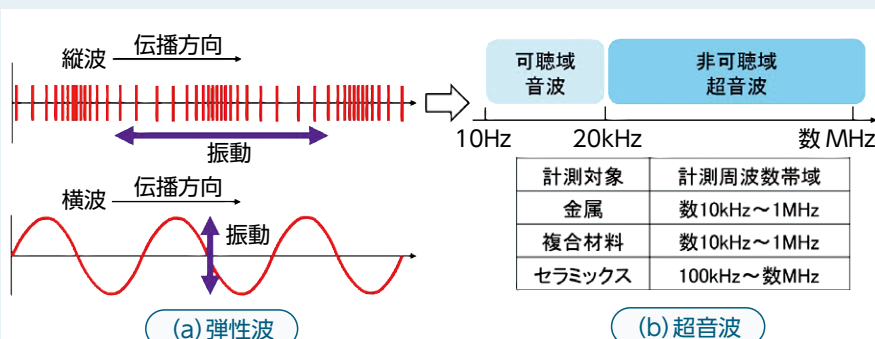 縦波 伝播方向
振動
横波 伝播方向
振動
(a)弾性波
可聴域
音波
非可聴域
超音波
10Hz 20kHz 数MHz
計測対象 計測周波数帯域
金属 数10kHz～1MHz
複合材料 数10kHz～1MHz
セラミックス 100kHz～数MHz
(b)超音波